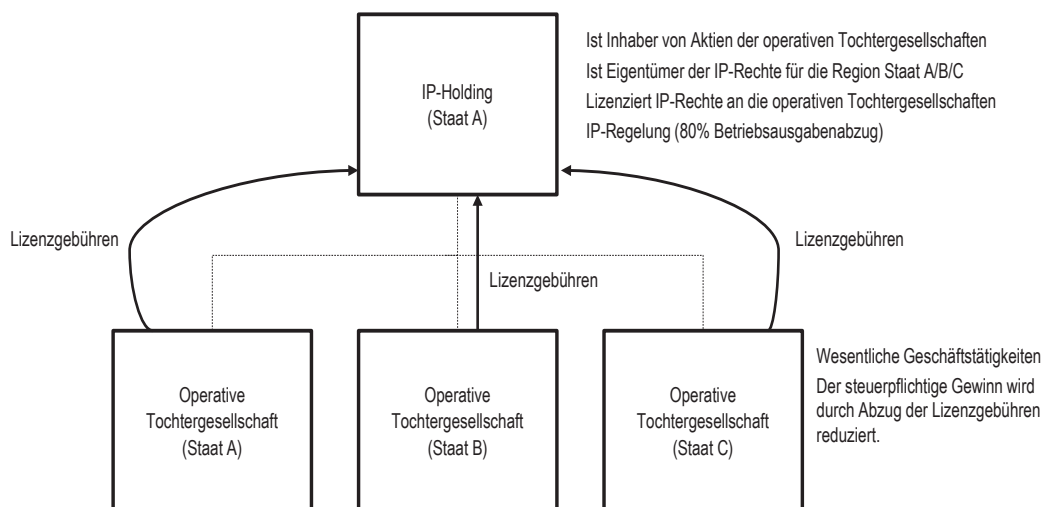 Ist Inhaber von Aktien der operativen Tochtergesellschaften
Ist Eigentümer der IP-Rechte für die Region Staat A/B/C
Lizenziert IP-Rechte an die operativen Tochtergesellschaften
IP-Regelung (80% Betriebsausgabenabzug)
IP-Holding
(Staat A)
Lizenzgebühren
Lizenzgebühren
Lizenzgebühren
Operative
Tochtergesellschaft
(Staat A)
Operative
Tochtergesellschaft
(Staat B)
Operative
Tochtergesellschaft
(Staat C)
Wesentliche Geschäftstätigkeiten
Der steuerpflichtige Gewinn wird
durch Abzug der Lizenzgebühren
reduziert.